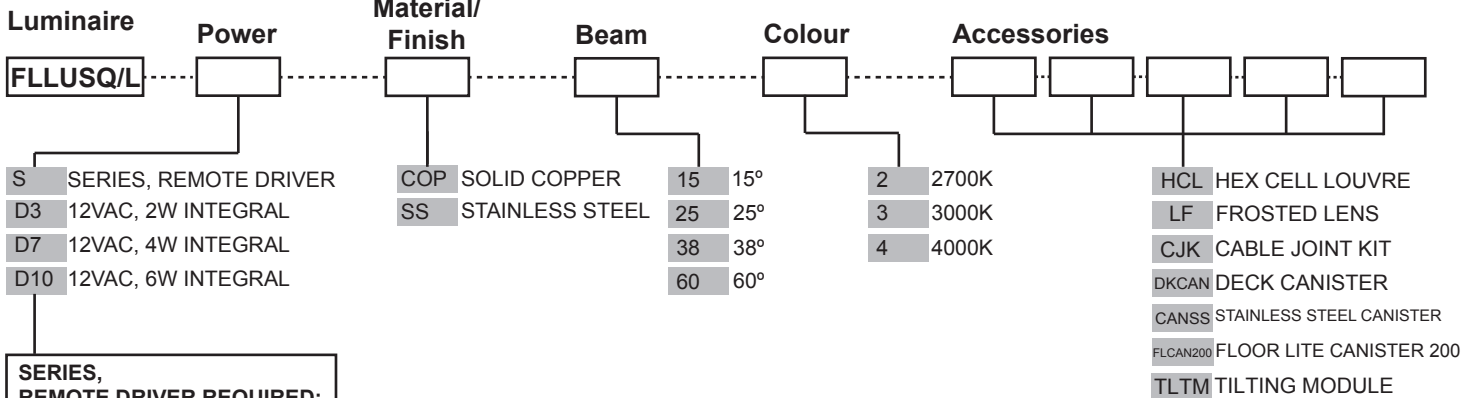 Luminaire
Power
Material/
Finish
Beam
Colour
Accessories
FLLUSQ/L
S SERIES, REMOTE DRIVER
D3 12VAC, 2W INTEGRAL
D7 12VAC, 4W INTEGRAL
D10 12VAC, 6W INTEGRAL
COP SOLID COPPER
SS STAINLESS STEEL
15 15º
25 25º
38 38º
60 60º
2 2700K
3 3000K
4 4000K
HCL HEX CELL LOUVRE
LF FROSTED LENS
CJK CABLE JOINT KIT
DKCAN DECK CANISTER
CANSS STAINLESS STEEL CANISTER
FLCAN200 FLOOR LITE CANISTER 200
TLTM TILTING MODULE
SERIES,
REMOTE DRIVER REQUIRED: